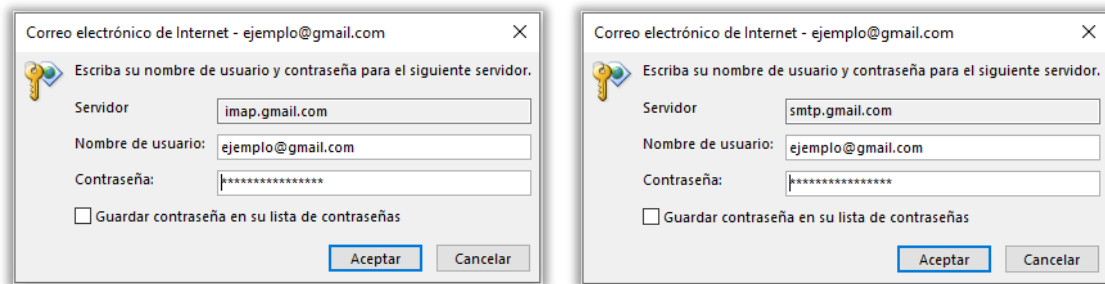 Correo electrónico de Internet - ejemplo@gmail.com
Escriba su nombre de usuario y contraseña para el siguiente servidor.
Servidor
imap.gmail.com
Nombre de usuario:
ejemplo@gmail.com
Contraseña:
****************
Guardar contraseña en su lista de contraseñas
Aceptar
Cancelar
Correo electrónico de Internet - ejemplo@gmail.com
Escriba su nombre de usuario y contraseña para el siguiente servidor.
Servidor
smtp.gmail.com
Nombre de usuario:
ejemplo@gmail.com
Contraseña:
****************
Guardar contraseña en su lista de contraseñas
Aceptar
Cancelar